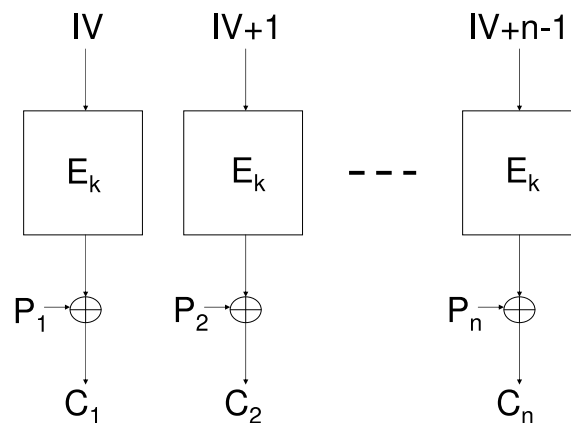 IV IV+1 IV+n-1
E_k E_k E_k
P_1 P_2 P_n
C_1 C_2 C_n